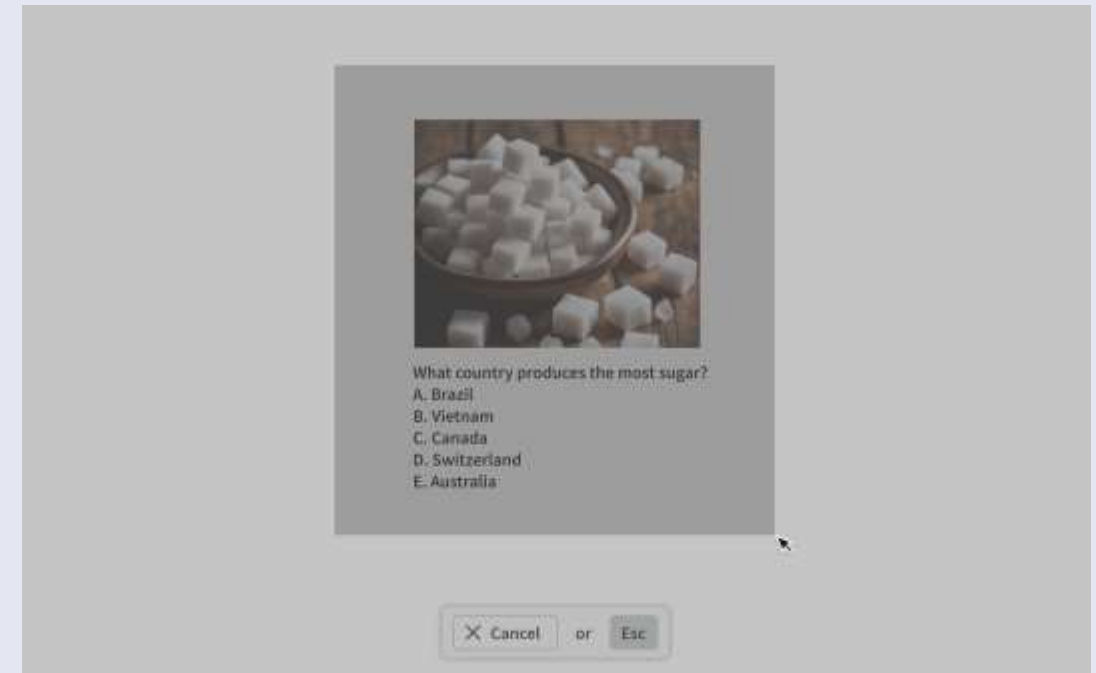 What country produces the most sugar?
A. Brazil
B. Vietnam
C. Canada
D. Switzerland
E. Australia
Cancel or Esc